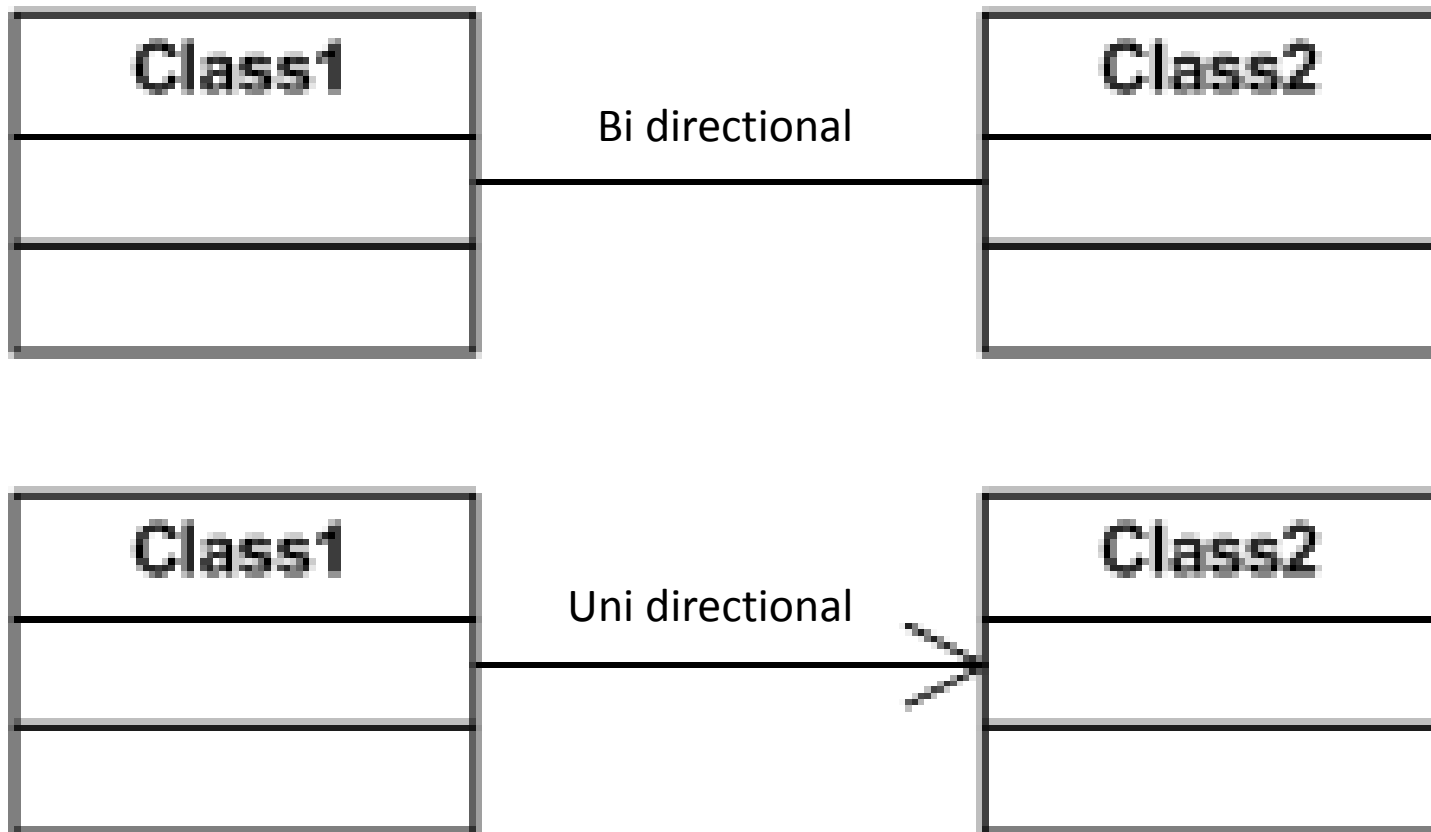 Class1
Bi directional
Class2
Class1
Uni directional
Class2